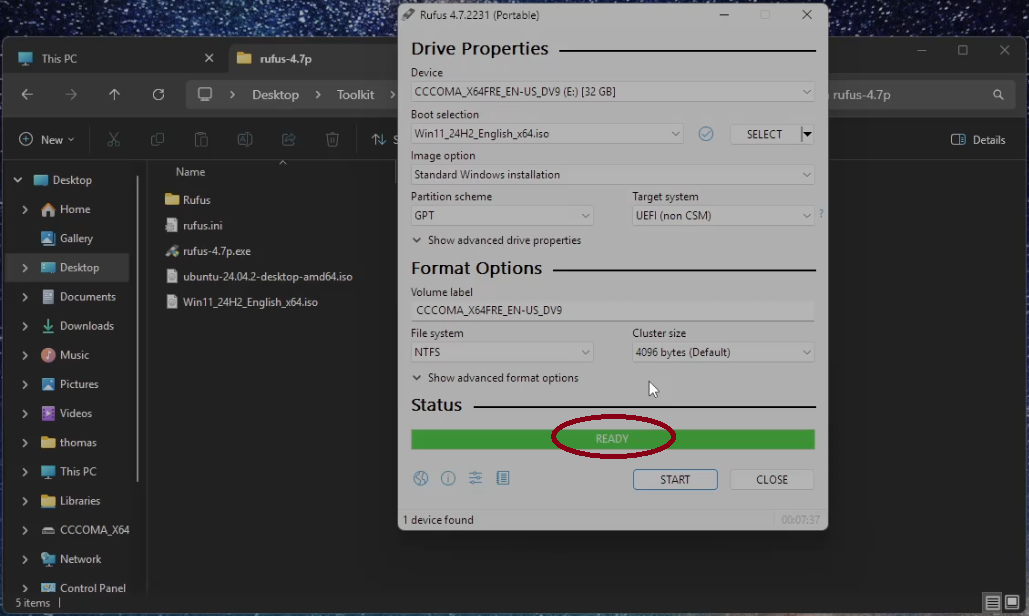 Rufus 4.7.2231 (Portable)
Drive Properties
Device
CCCOMA_X64FRE_EN-US_DV9 (E:) [32 GB]
Boot selection
Win11_24H2_English_x64.iso
SELECT
Image option
Standard Windows installation
Partition scheme
Target system
GPT
UEFI (non CSM)
?
Show advanced drive properties
Format Options
Volume label
CCCOMA_X64FRE_EN-US_DV9
File system
Cluster size
NTFS
4096 bytes (Default)
Show advanced format options
Status
READY
START
CLOSE
1 device found
00:07:37
This PC
rufus-4.7p
Desktop
Toolkit
rufus-4.7p
New
S
Details
Desktop
Home
Gallery
Desktop
Documents
Downloads
Music
Pictures
Videos
thomas
This PC
Libraries
CCCOMA_X64
Network
Control Panel
Name
Rufus
rufus.ini
rufus-4.7p.exe
ubuntu-24.04.2-desktop-amd64.iso
Win11_24H2_English_x64.iso
5 items